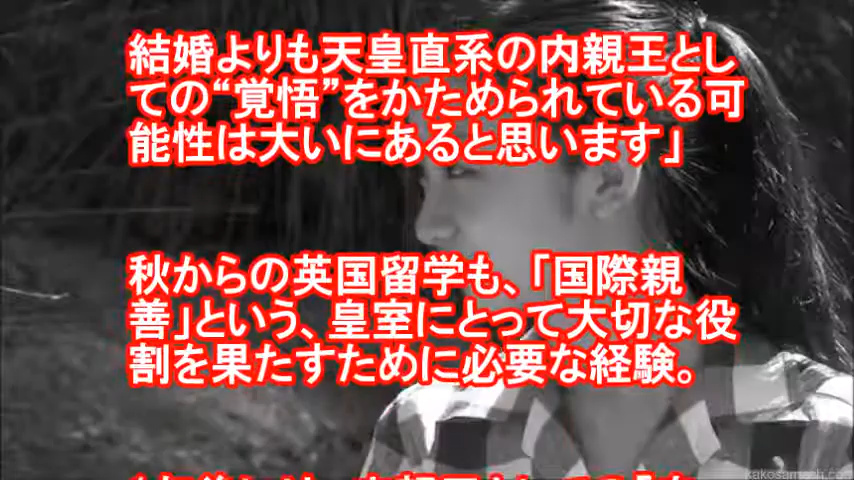 結婚よりも天皇直系の内親王とし
ての“覚悟”をかためられている可
能性は大いにあると思います」
秋からの英国留学も、「国際親
善」という、皇室にとって大切な役
割を果たすために必要な経験。